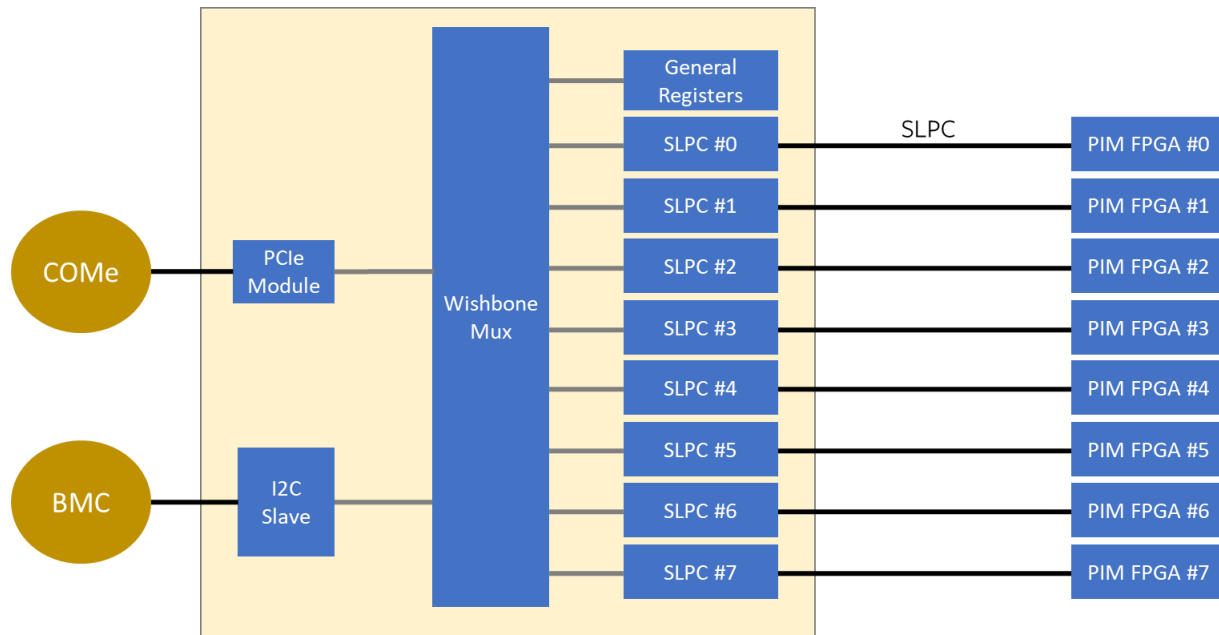 General
Registers
SLPC #0
SLPC
PIM FPGA #0
SLPC #1
PIM FPGA #1
COMe
PCIe
Module
SLPC #2
PIM FPGA #2
Wishbone
Mux
SLPC #3
PIM FPGA #3
SLPC #4
PIM FPGA #4
SLPC #5
PIM FPGA #5
BMC
I2C
Slave
SLPC #6
PIM FPGA #6
SLPC #7
PIM FPGA #7